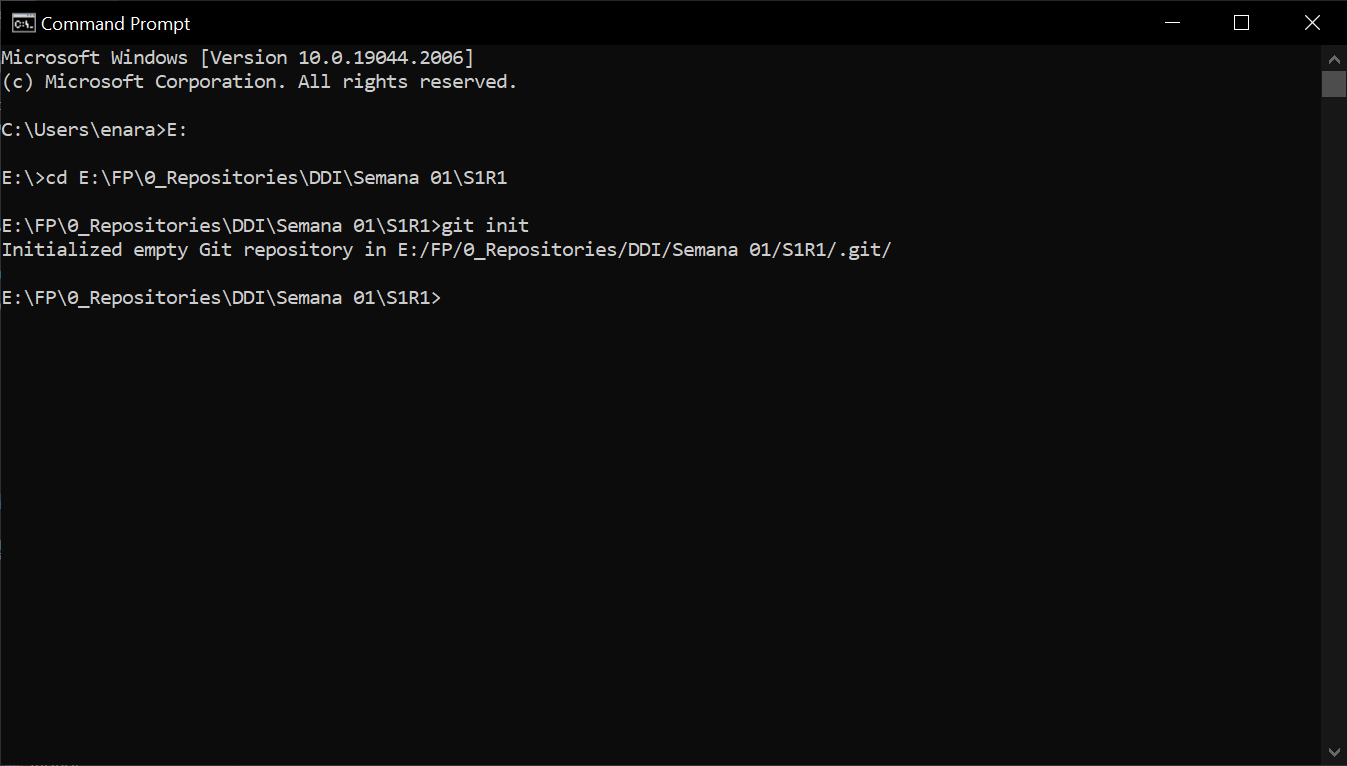 Command Prompt
Microsoft Windows [Version 10.0.19044.2006]
(c) Microsoft Corporation. All rights reserved.
C:\Users\enara>E:
E:\>cd E:\FP\0_Repositories\DDI\Semana 01\S1R1
E:\FP\0_Repositories\DDI\Semana 01\S1R1>git init
Initialized empty Git repository in E:/FP/0_Repositories/DDI/Semana 01/S1R1/.git/
E:\FP\0_Repositories\DDI\Semana 01\S1R1>